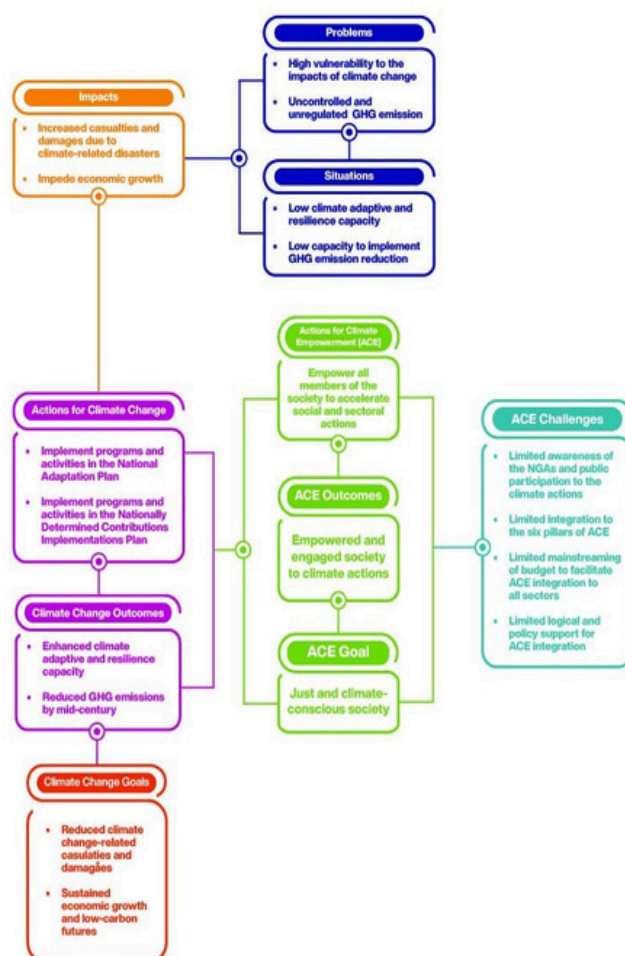 Problems
• High vulnerability to the
impacts of climate change
• Uncontrolled and
unregulated GHG emission
Impacts
• Increased casualties and
damages due to
climate-related disasters
• Impede economic growth
Situations
• Low climate adaptive and
resilience capacity
• Low capacity to implement
GHG emission reduction
Actions for Climate
Empowerment (ACE)
Empower all
members of the
society to accelerate
social and sectoral
actions
Actions for Climate Change
• Implement programs and
activities in the National
Adaptation Plan
• Implement programs and
activities in the Nationally
Determined Contributions
Implementations Plan
ACE Outcomes
Empowered and
engaged society
to climate actions
ACE Challenges
• Limited awareness of
the NGAs and public
participation to the
climate actions
• Limited integration to
the six pillars of ACE
• Limited mainstreaming of
budget to facilitate
ACE integration to
all sectors
• Limited logical and
policy support for
ACE integration
Climate Change Outcomes
• Enhanced climate
adaptive and resilience
capacity
• Reduced GHG emissions
by mid-century
ACE Goal
Just and climate-
conscious society
Climate Change Goals
• Reduced climate
change-related
casulaties and
damagåes
• Sustained
economic growth
and low-carbon
futures